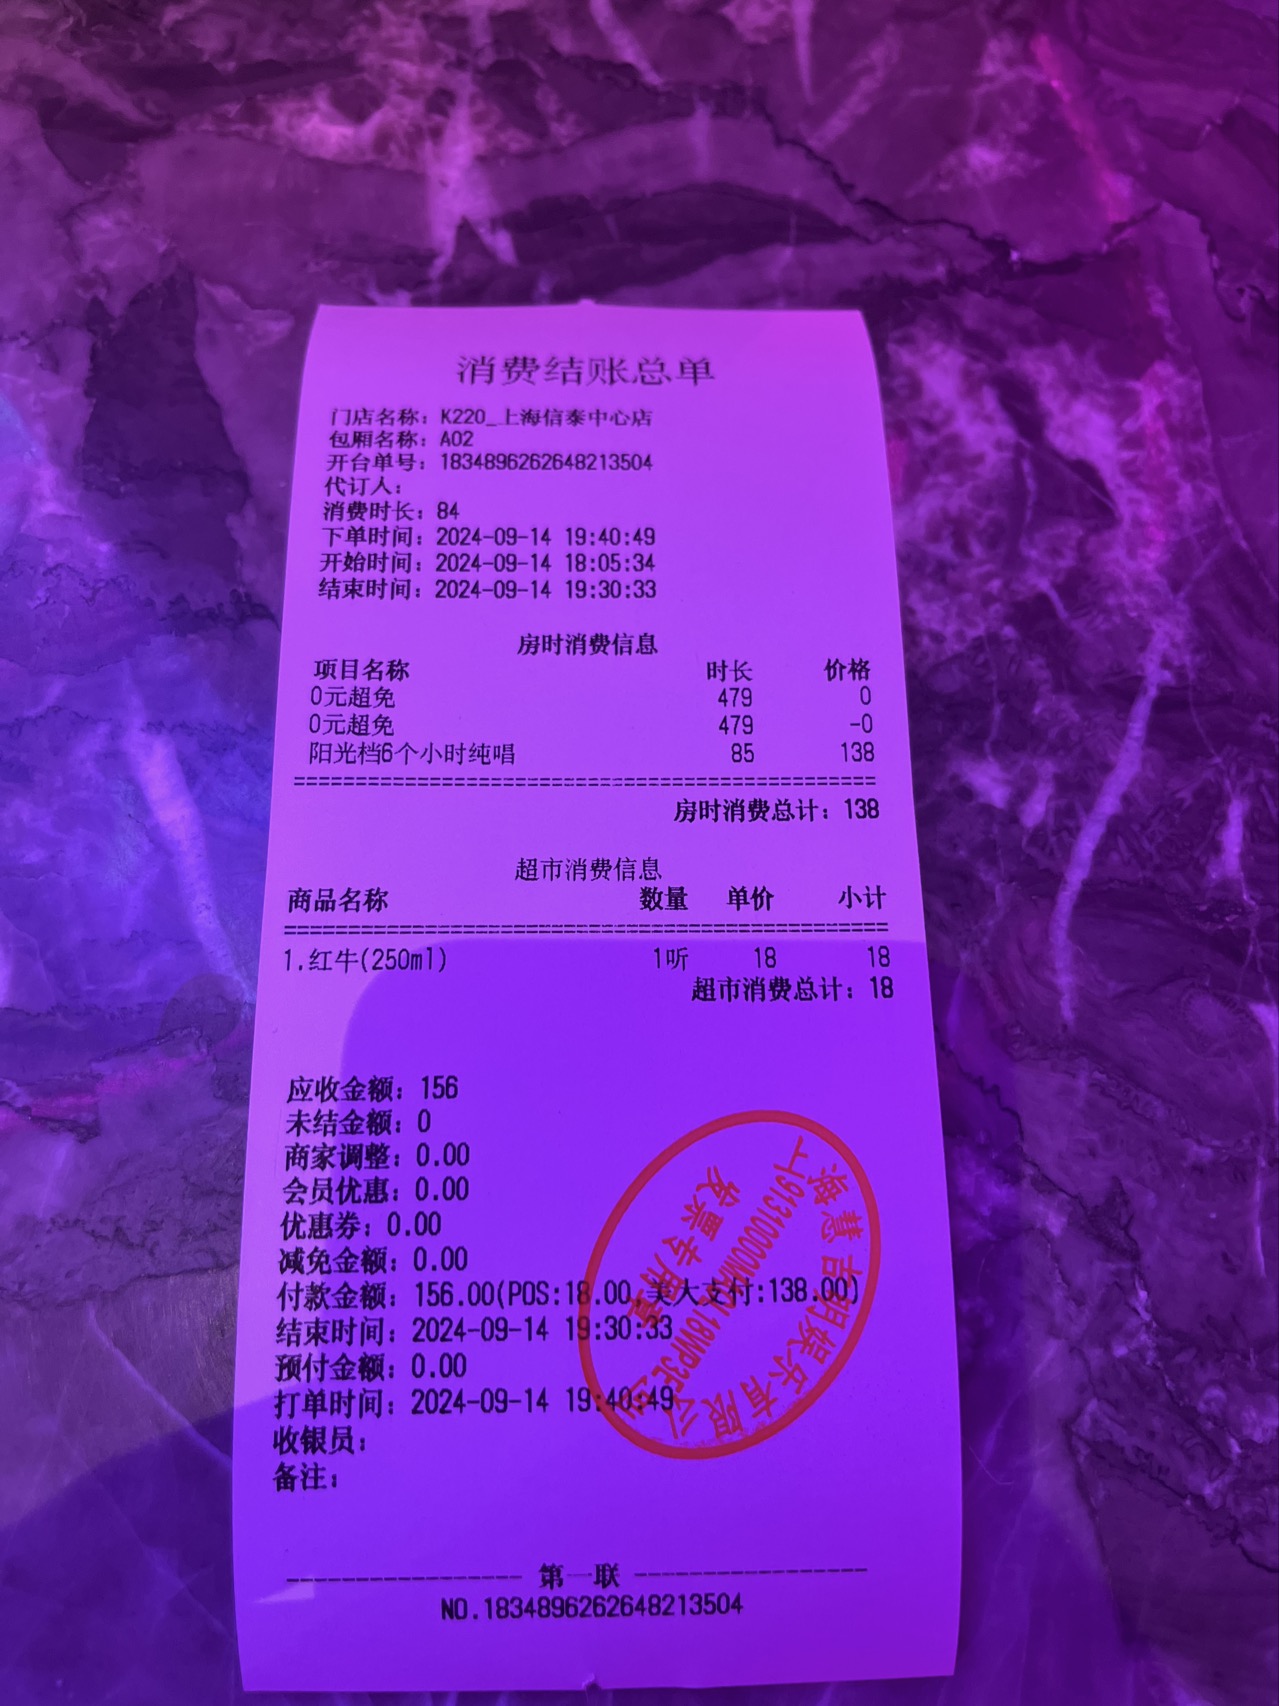 消费结账总单
门店名称：K220_上海信泰中心店
包厢名称：A02
开台单号：1834896262648213504
代订人：
消费时长：84
下单时间：2024-09-14 19:40:49
开始时间：2024-09-14 18:05:34
结束时间：2024-09-14 19:30:33
房时消费信息
项目名称 时长 价格
0元超免 479 0
0元超免 479 -0
阳光档6个小时纯唱 85 138
房时消费总计：138
超市消费信息
商品名称 数量 单价 小计
1.红牛(250ml) 1听 18 18
超市消费总计：18
应收金额：156
未结金额：0
商家调整：0.00
会员优惠：0.00
优惠券：0.00
减免金额：0.00
付款金额：156.00(POS:18.00 美大支付:138.00)
结束时间：2024-09-14 19:30:33
预付金额：0.00
打单时间：2024-09-14 19:40:49
收银员：
备注：
第一联
NO.1834896262648213504
发票专用章